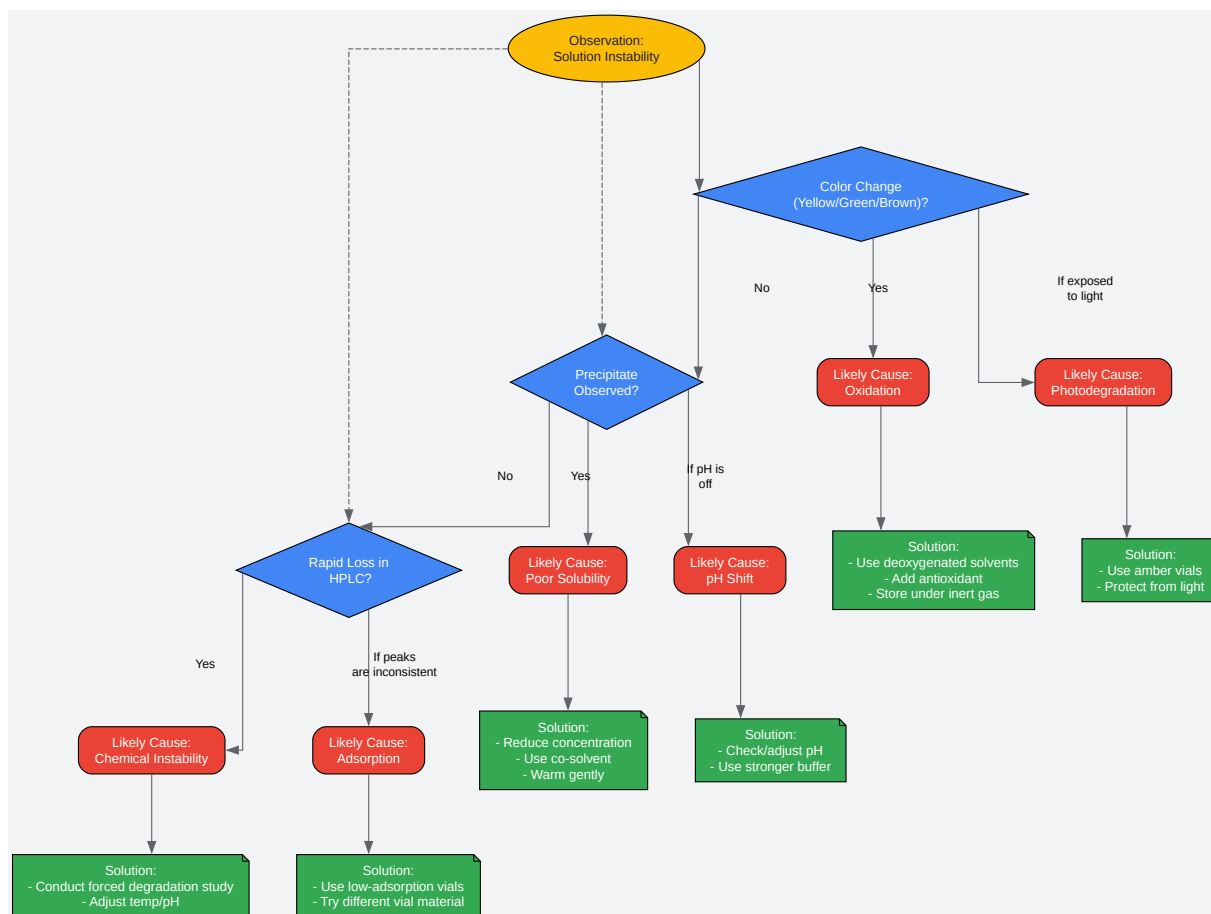 Observation:
Solution Instability
Color Change
(Yellow/Green/Brown)?
No
Yes
If exposed
to light
Precipitate
Observed?
Likely Cause:
Oxidation
Likely Cause:
Photodegradation
No
Yes
If pH is
off
Rapid Loss in
HPLC?
Likely Cause:
Poor Solubility
Likely Cause:
pH Shift
Solution:
- Use deoxygenated solvents
- Add antioxidant
- Store under inert gas
Solution:
- Use amber vials
- Protect from light
Yes
If peaks
are inconsistent
Likely Cause:
Chemical Instability
Likely Cause:
Adsorption
Solution:
- Reduce concentration
- Use co-solvent
- Warm gently
Solution:
- Check/adjust pH
- Use stronger buffer
Solution:
- Conduct forced degradation study
- Adjust temp/pH
Solution:
- Use low-adsorption vials
- Try different vial material